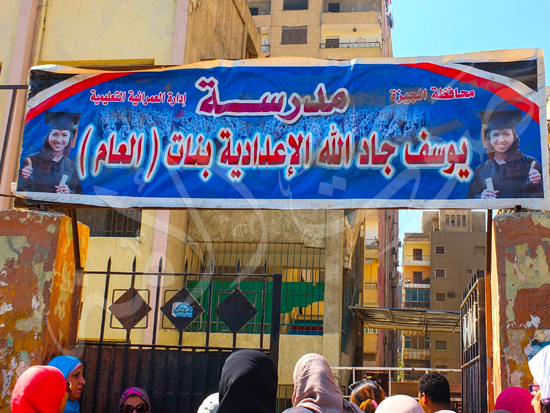 محافظة الجيزة
مدرسة
إدارة العمرانية التعليمية
يوسف جاد الله الإعدادية بنات ( العام )